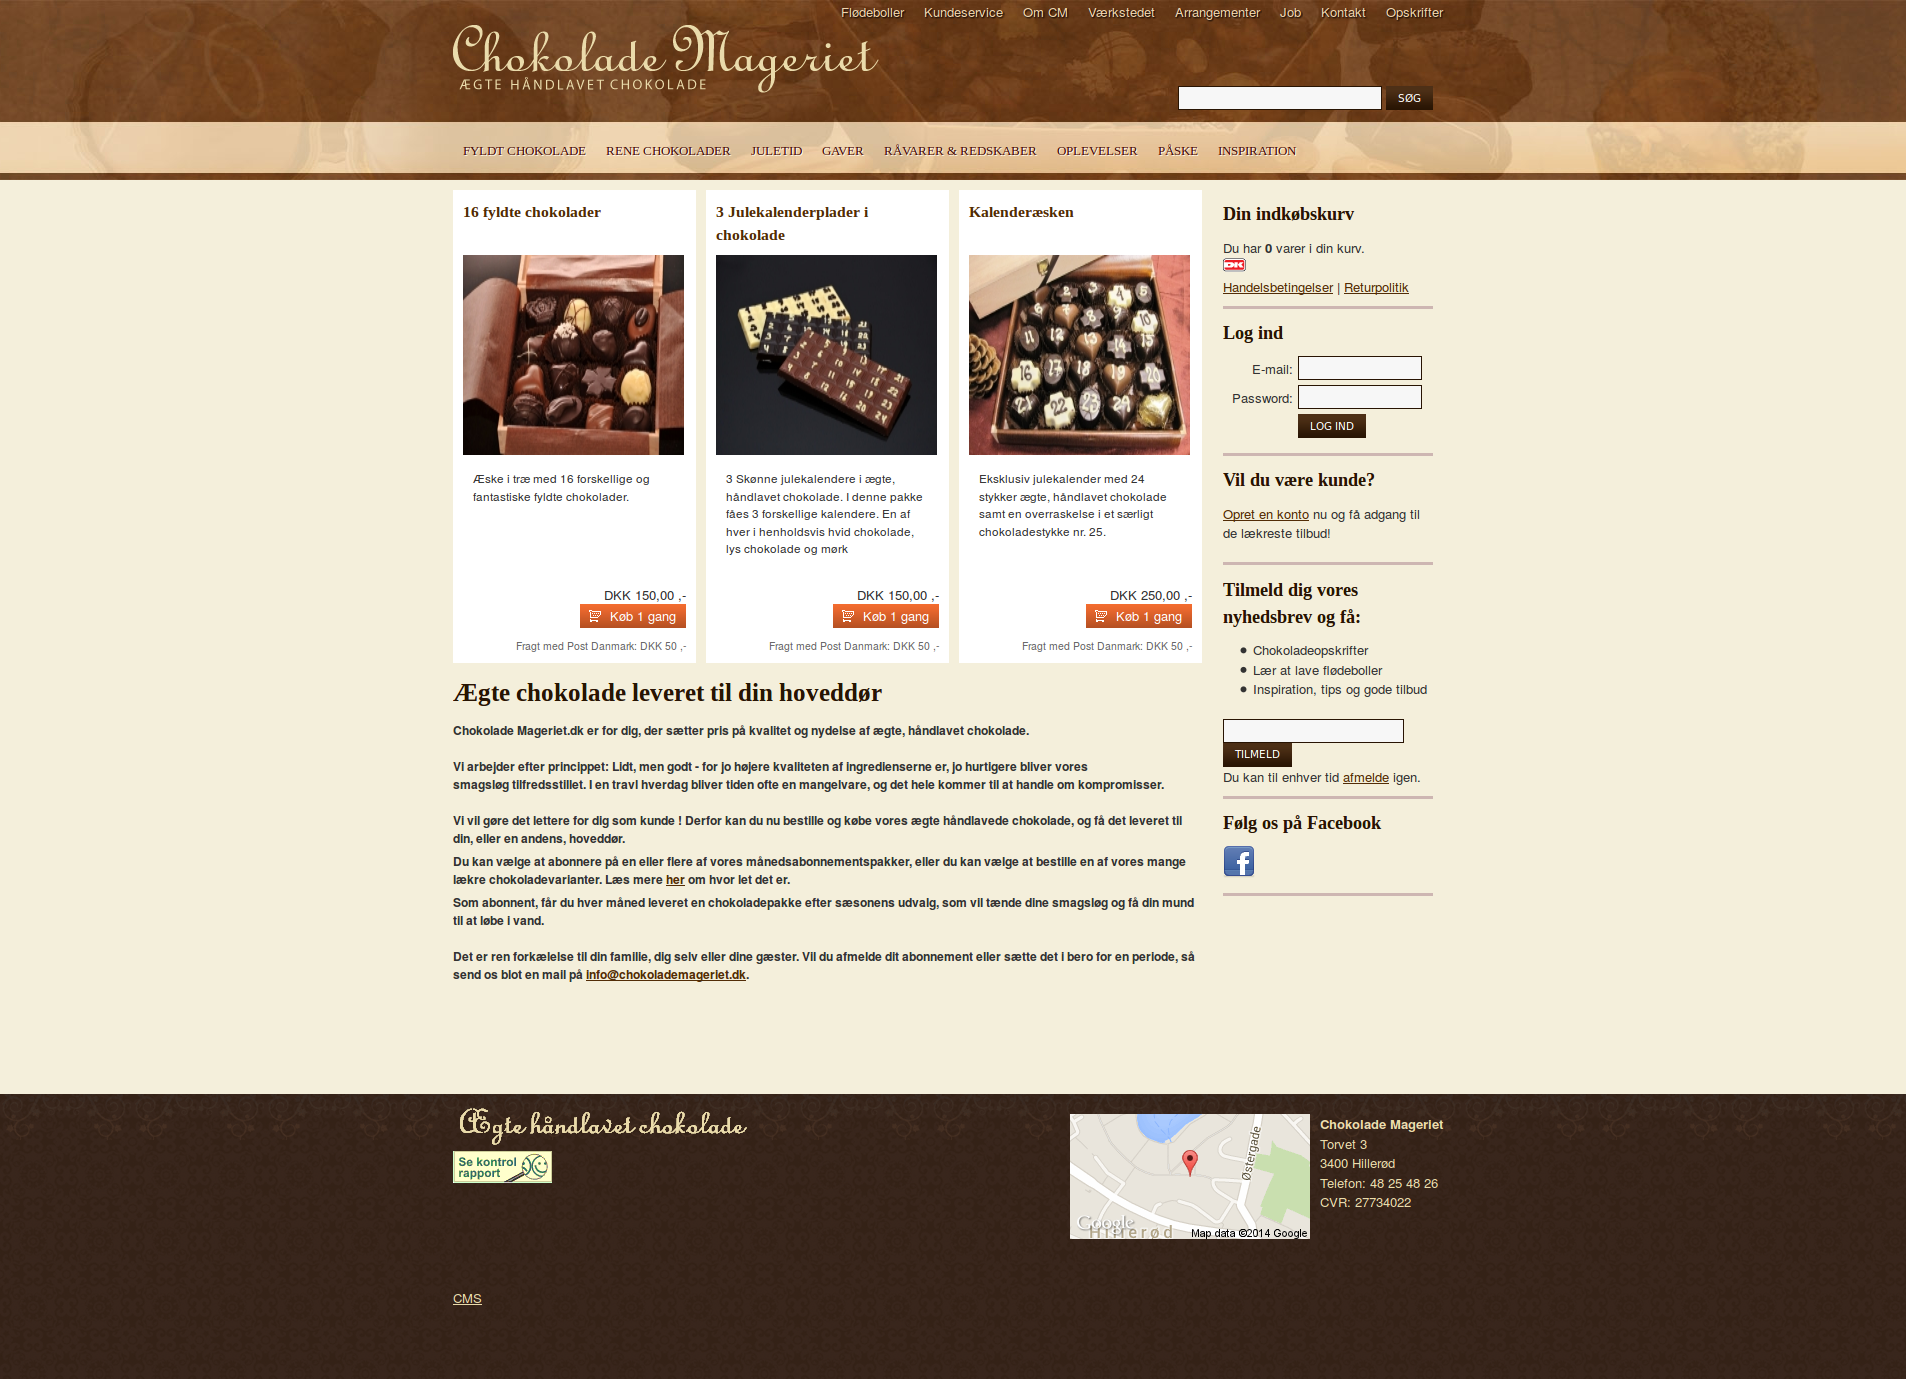 Flødeboller Kundeservice Om CM Værkstedet Arrangementer Job Kontakt Opskrifter
Chokolade Mageriet
ÆGTE HÅNDLAVET CHOKOLADE
SØG
FYLDT CHOKOLADE RENE CHOKOLADER JULETID GAVER RÅVARER & REDSKABER OPLEVELSER PÅSKE INSPIRATION
16 fyldte chokolader
Æske i træ med 16 forskellige og
fantastiske fyldte chokolader.
DKK 150,00 ,-
Køb 1 gang
Fragt med Post Danmark: DKK 50 ,-
3 Julekalenderplader i
chokolade
3 Skønne julekalendere i ægte,
håndlavet chokolade. I denne pakke
fåes 3 forskellige kalendere. En af
hver i henholdsvis hvid chokolade,
lys chokolade og mørk
DKK 150,00 ,-
Køb 1 gang
Fragt med Post Danmark: DKK 50 ,-
Kalenderæsken
Eksklusiv julekalender med 24
stykker ægte, håndlavet chokolade
samt en overraskelse i et særligt
chokoladestykke nr. 25.
DKK 250,00 ,-
Køb 1 gang
Fragt med Post Danmark: DKK 50 ,-
Ægte chokolade leveret til din hoveddør
Chokolade Mageriet.dk er for dig, der sætter pris på kvalitet og nydelse af ægte, håndlavet chokolade.
Vi arbejder efter princippet: Lidt, men godt - for jo højere kvaliteten af ingredienserne er, jo hurtigere bliver vores
smagsløg tilfredsstillet. I en travl hverdag bliver tiden ofte en mangelvare, og det hele kommer til at handle om kompromisser.
Vi vil gøre det lettere for dig som kunde ! Derfor kan du nu bestille og købe vores ægte håndlavede chokolade, og få det leveret til
din, eller en andens, hoveddør.
Du kan vælge at abonnere på en eller flere af vores månedsabonnementspakker, eller du kan vælge at bestille en af vores mange
lækre chokoladevarianter. Læs mere her om hvor let det er.
Som abonnent, får du hver måned leveret en chokoladepakke efter sæsonens udvalg, som vil tænde dine smagsløg og få din mund
til at løbe i vand.
Det er ren forkælelse til din familie, dig selv eller dine gæster. Vil du afmelde dit abonnement eller sætte det i bero for en periode, så
send os blot en mail på info@chokolademageriet.dk.
Din indkøbskurv
Du har 0 varer i din kurv.
DK
Handelsbetingelser | Returpolitik
Log ind
E-mail:
Password:
LOG IND
Vil du være kunde?
Opret en konto nu og få adgang til
de lækreste tilbud!
Tilmeld dig vores
nyhedsbrev og få:
Chokoladeopskrifter
Lær at lave flødeboller
Inspiration, tips og gode tilbud
TILMELD
Du kan til enhver tid afmelde igen.
Følg os på Facebook
f
Ægte håndlavet chokolade
Se kontrol
rapport
Østergade
Google
Hillerød
Map data ©2014 Google
Chokolade Mageriet
Torvet 3
3400 Hillerød
Telefon: 48 25 48 26
CVR: 27734022
CMS